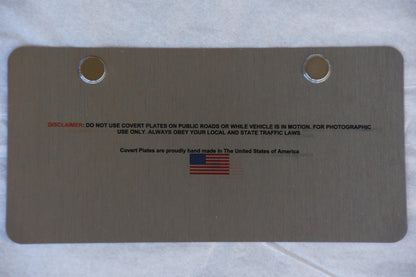 DISCLAIMER: DO NOT USE COVERT PLATES ON PUBLIC ROADS OR WHILE VEHICLE IS IN MOTION. FOR PHOTOGRAPHIC
USE ONLY. ALWAYS OBEY YOUR LOCAL AND STATE TRAFFIC LAWS
Covert Plates are proudly hand made in The United States of America